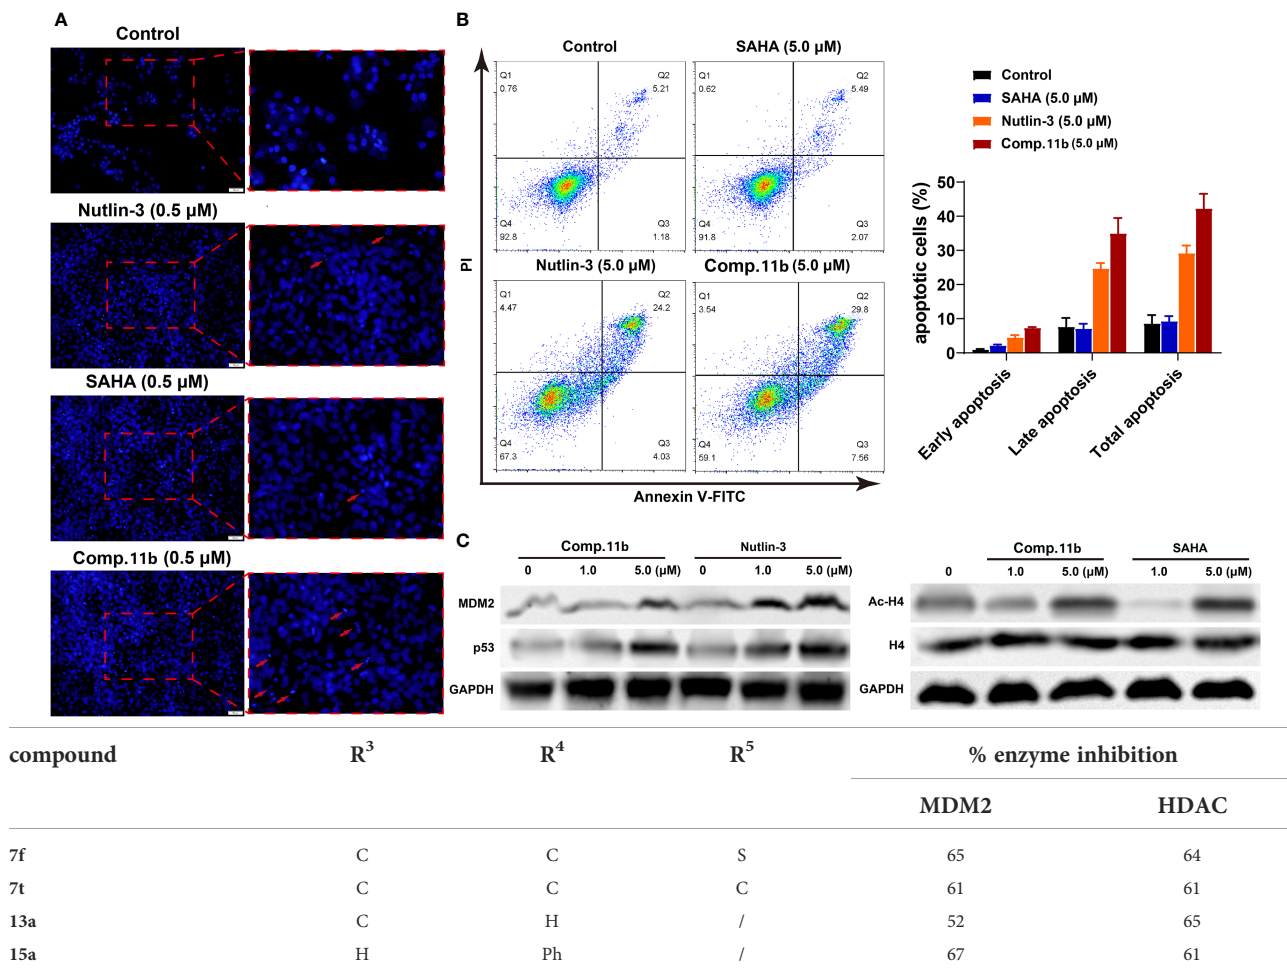 A
Control
Nutlin-3 (0.5 µM)
SAHA (0.5 µM)
Comp.11b (0.5 µM)
B
Control
SAHA (5.0 µM)
Q1
0.76
Q2
5.21
Q4
92.8
Q3
1.18
Q1
0.62
Q2
5.49
Q4
91.8
Q3
2.07
Nutlin-3 (5.0 µM)
Comp.11b (5.0 µM)
Q1
4.47
Q2
24.2
Q4
67.3
Q3
4.03
Q1
3.54
Q2
29.8
Q4
59.1
Q3
7.56
PI
Annexin V-FITC
Control
SAHA (5.0 µM)
Nutlin-3 (5.0 µM)
Comp.11b (5.0 µM)
apoptotic cells (%)
50
40
30
20
10
0
Early apoptosis
Late apoptosis
Total apoptosis
C
Comp.11b Nutlin-3
0 1.0 5.0 (µM) 0 1.0 5.0 (µM)
MDM2
p53
GAPDH
Comp.11b SAHA
0 1.0 5.0 (µM) 1.0 5.0 (µM)
Ac-H4
H4
GAPDH
compound R³ R⁴ R⁵ % enzyme inhibition
MDM2 HDAC
7f C C S 65 64
7t C C C 61 61
13a C H / 52 65
15a H Ph / 67 61